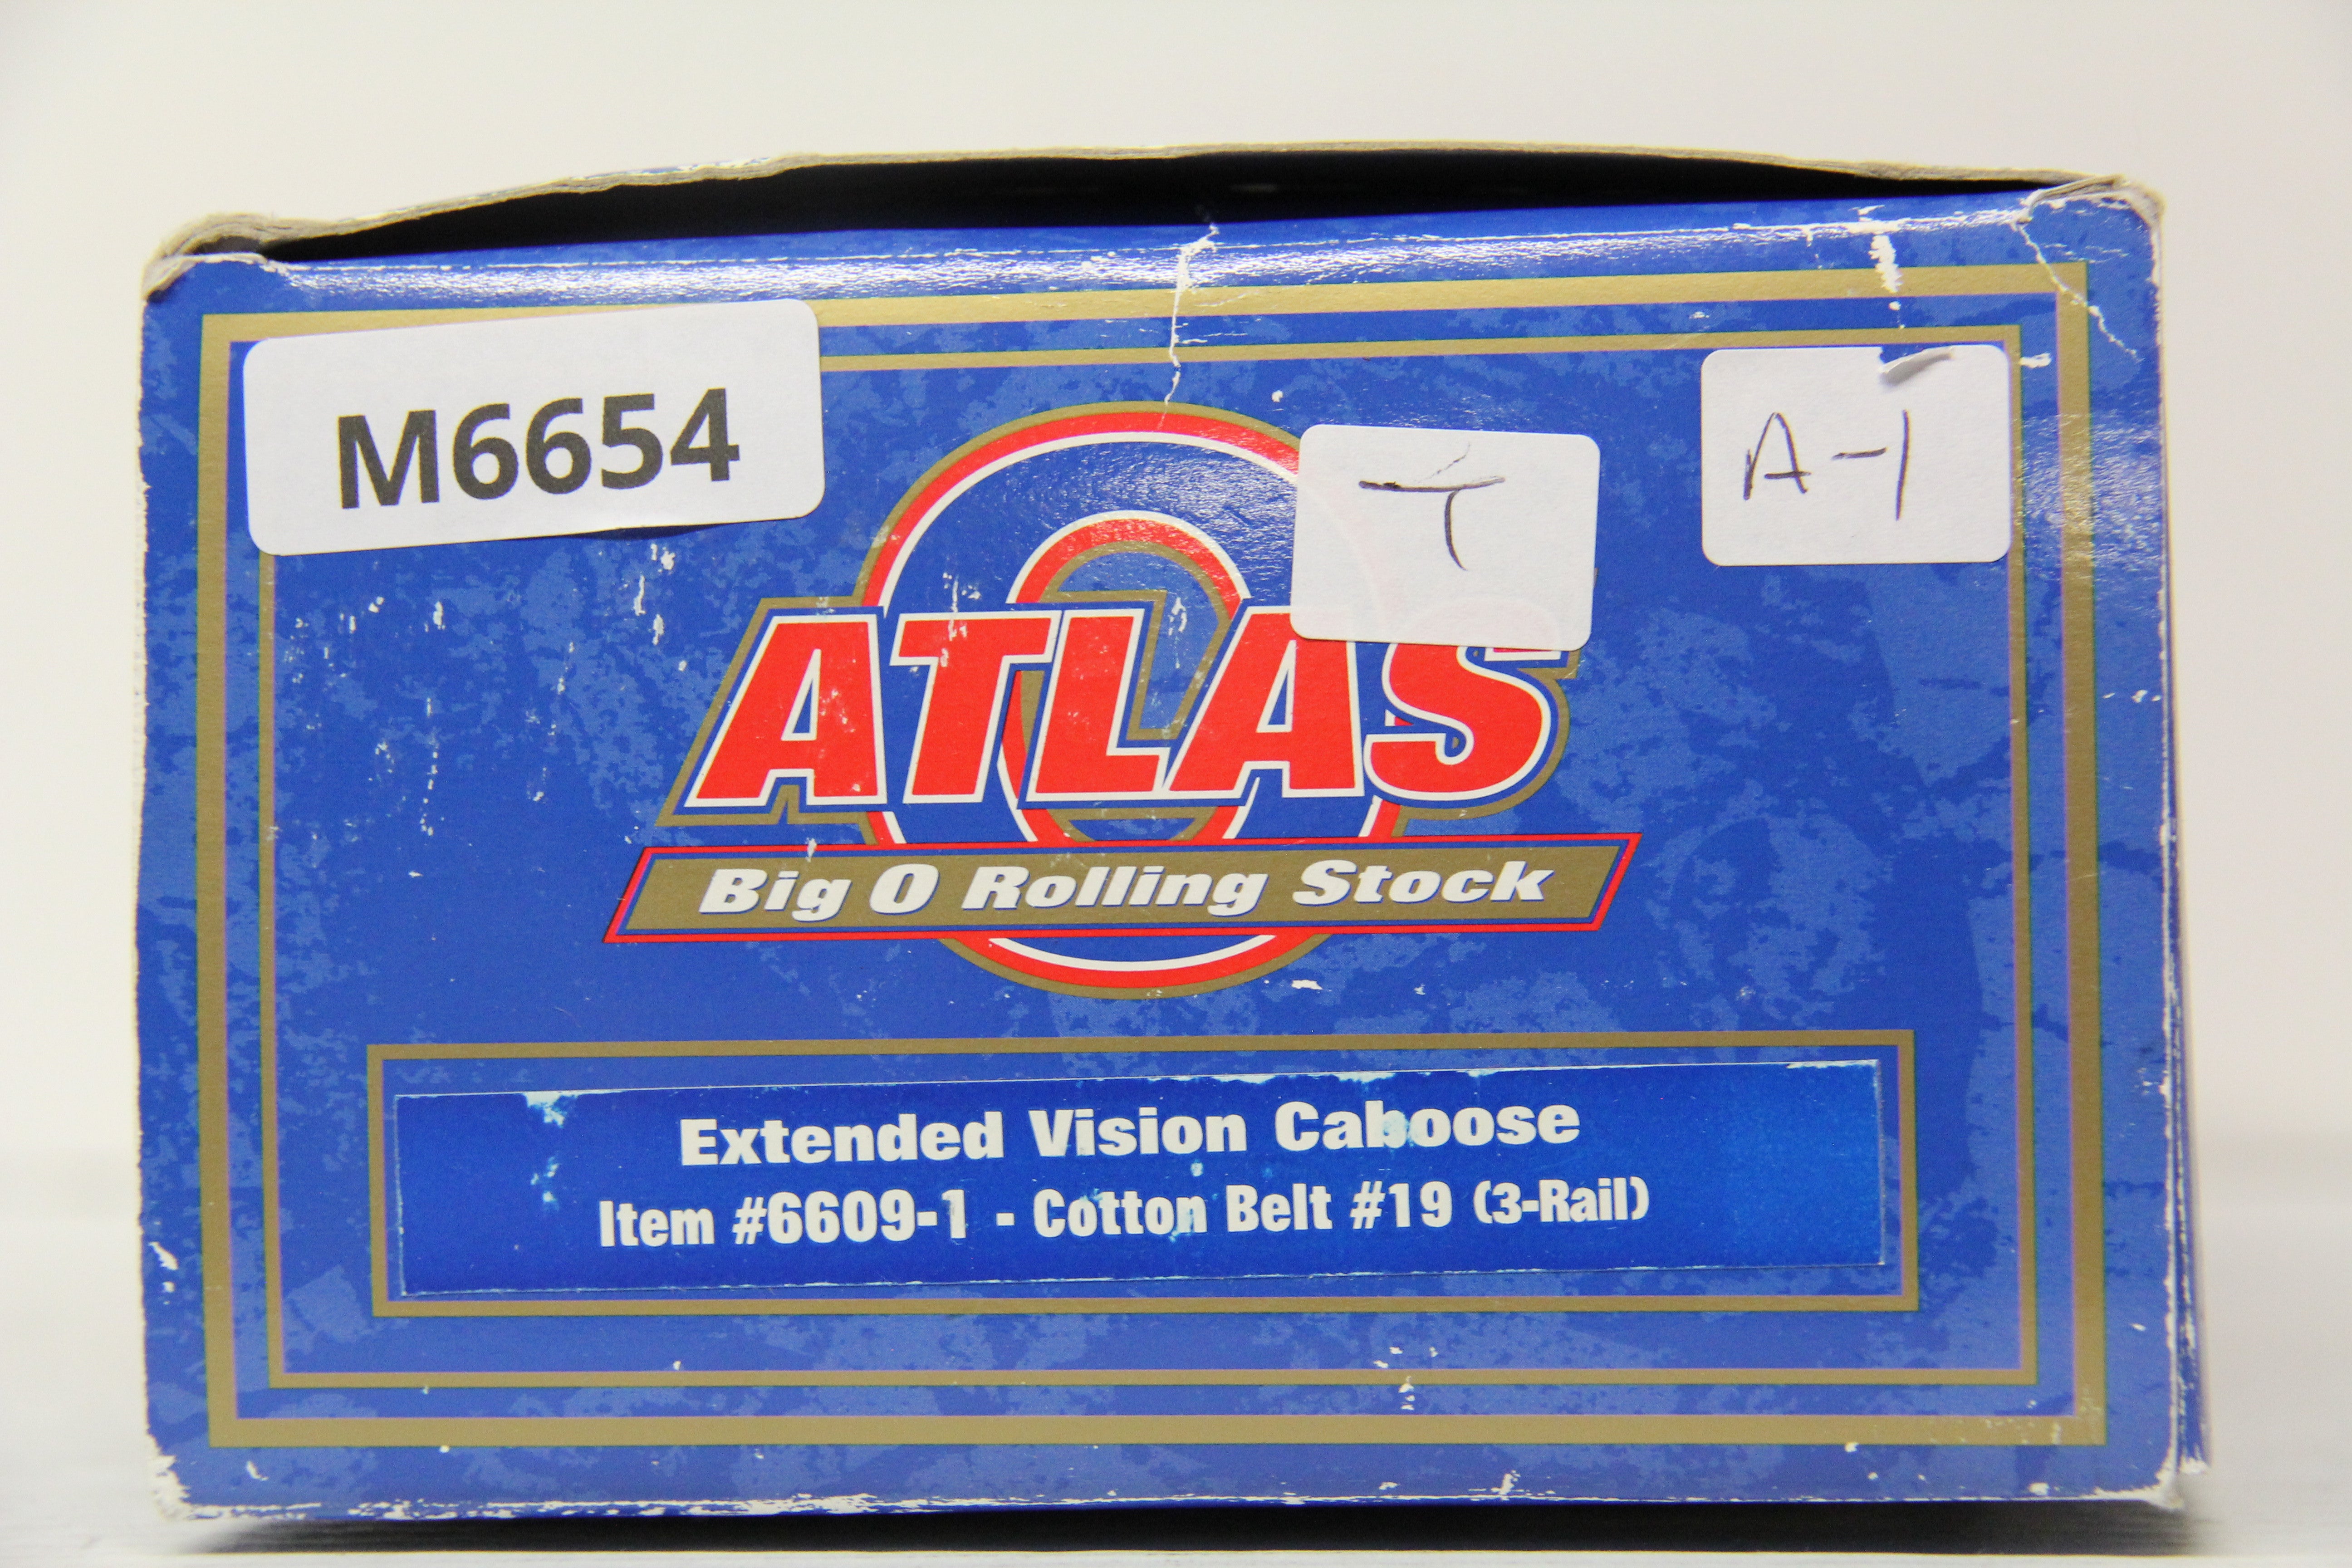 M6654
T
A-1
ATLAS
Big O Rolling Stock
Extended Vision Caboose
Item #6609-1 - Cotton Belt #19 (3-Rail)